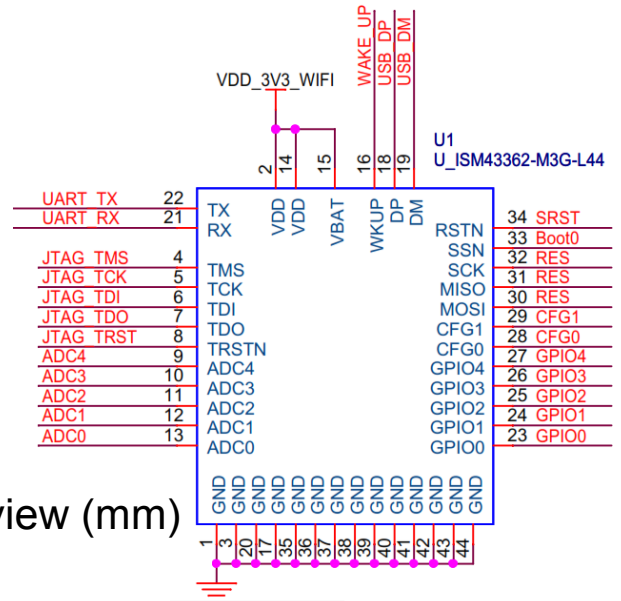 WAKE_UP
USB_DP
USB_DM
VDD_3V3_WIFI
U1
U_ISM43362-M3G-L44
2 14 15 16 18 19
VDD VDD VBAT WKUP DP DM
UART_TX 22 TX
UART_RX 21 RX
JTAG_TMS 4 TMS
JTAG_TCK 5 TCK
JTAG_TDI 6 TDI
JTAG_TDO 7 TDO
JTAG_TRST 8 TRSTN
ADC4 9 ADC4
ADC3 10 ADC3
ADC2 11 ADC2
ADC1 12 ADC1
ADC0 13 ADC0
RSTN 34 SRST
SSN 33 Boot0
SCK 32 RES
MISO 31 RES
MOSI 30 RES
CFG1 29 CFG1
CFG0 28 CFG0
GPIO4 27 GPIO4
GPIO3 26 GPIO3
GPIO2 25 GPIO2
GPIO1 24 GPIO1
GPIO0 23 GPIO0
GND GND GND GND GND GND GND GND GND GND GND GND GND GND
view (mm)
1 3 20 17 35 36 37 38 39 40 41 42 43 44